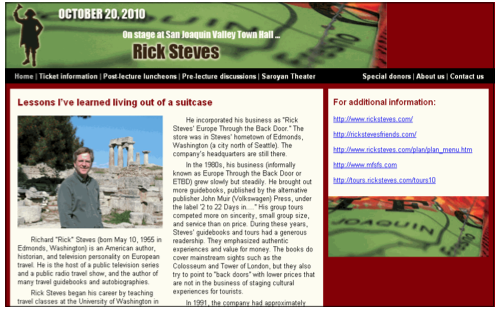 OCTOBER 20, 2010
On stage at San Joaquin Valley Town Hall ...
Rick Steves
Home | Ticket information | Post-lecture luncheons | Pre-lecture discussions | Saroyan Theater
Special donors | About us | Contact us
Lessons I've learned living out of a suitcase
Richard "Rick" Steves (born May 10, 1955 in
Edmonds, Washington) is an American author,
historian, and television personality on European
travel. He is the host of a public television series
and a public radio travel show, and the author of
many travel guidebooks and autobiographies.
Rick Steves began his career by teaching
travel classes at the University of Washington in
He incorporated his business as "Rick
Steves' Europe Through the Back Door." The
store was in Steves' hometown of Edmonds,
Washington (a city north of Seattle). The
company's headquarters are still there.
In the 1980s, his business (informally
known as Europe Through the Back Door or
ETBD) grew slowly but steadily. He brought out
more guidebooks, published by the alternative
publisher John Muir (Volkswagen) Press, under
the label '2 to 22 Days in....'" His group tours
competed more on sincerity, small group size,
and service than on price. During these years,
Steves' guidebooks and tours had a generous
readership. They emphasized authentic
experiences and value for money. The books do
cover mainstream sights such as the
Colosseum and Tower of London, but they also
try to point to "back doors" with lower prices that
are not in the business of staging cultural
experiences for tourists.
In 1991, the company had approximately
For additional information:
http://www.ricksteves.com/
http://rickstevesfriends.com/
http://www.ricksteves.com/plan/plan_menu.htm
http://www.mfsfs.com
http://tours.ricksteves.com/tours10